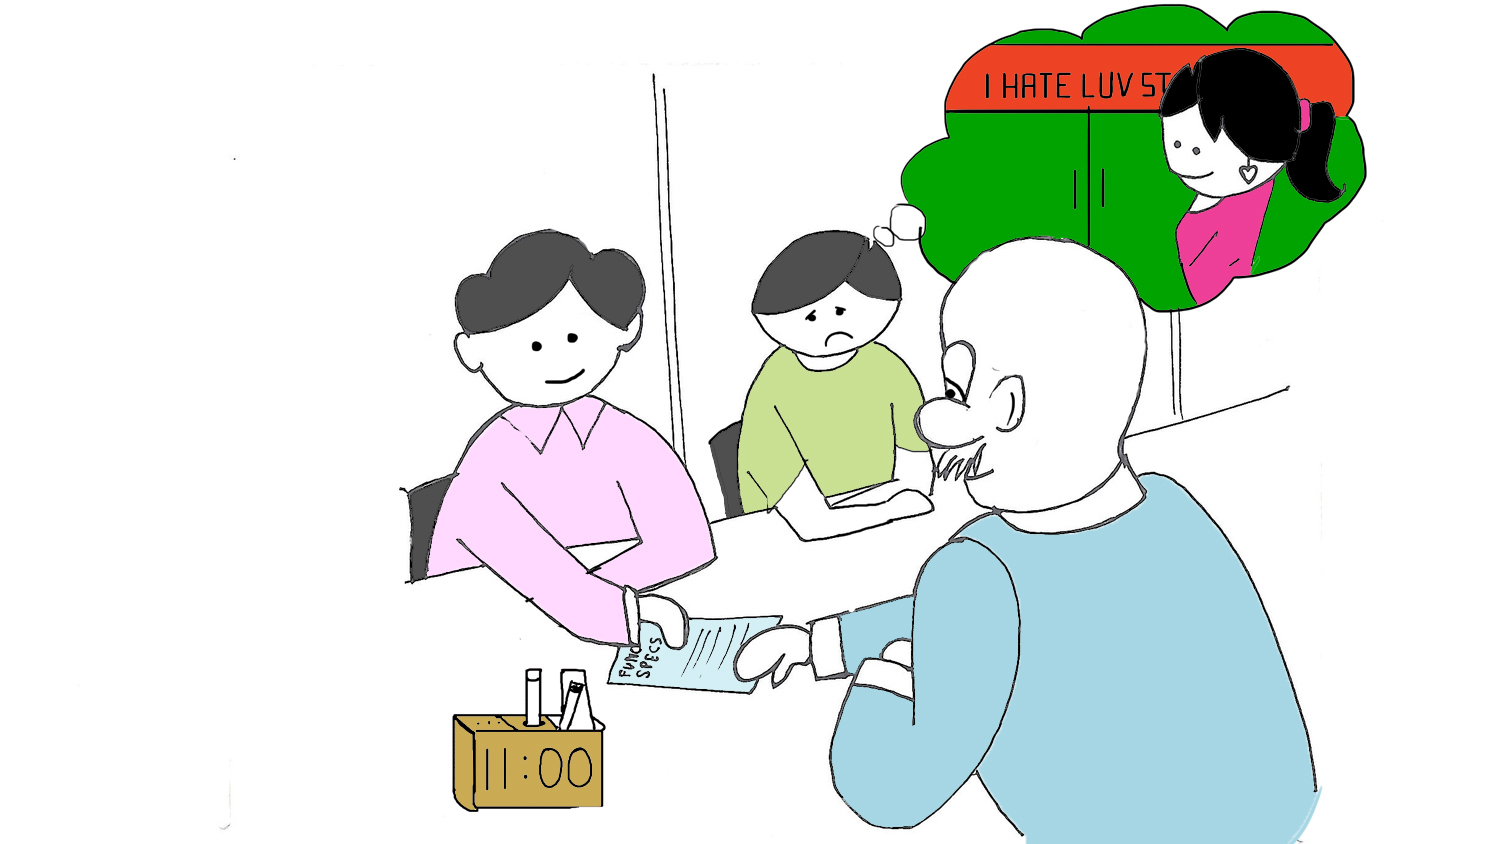 I HATE LUV ST
FUNC
SPECS
11:00